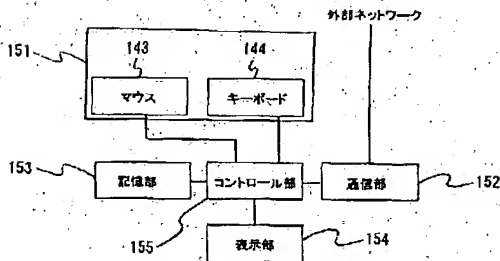 外部ネットワーク
143
144
151
マウス
キーボード
153
記憶部
コントロール部
通信部
152
155
表示部
154